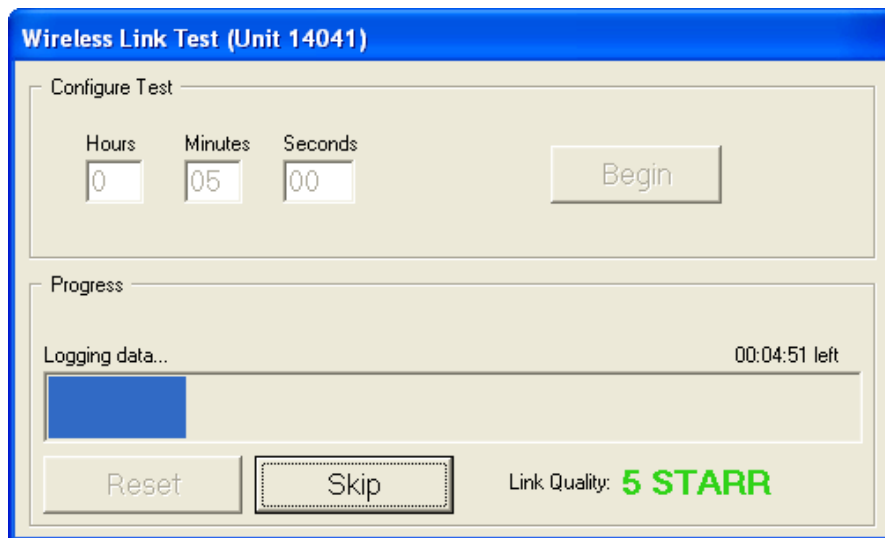 Wireless Link Test (Unit 14041)
Configure Test
Hours Minutes Seconds
0 05 00 Begin
Progress
Logging data... 00:04:51 left
Reset Skip Link Quality: 5 STARR